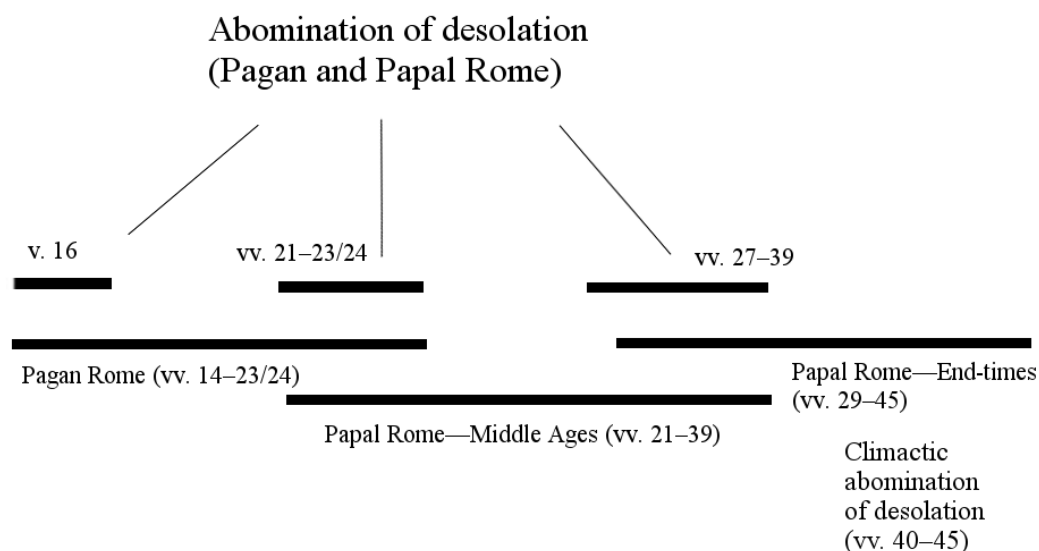 Abomination of desolation
(Pagan and Papal Rome)
v. 16
vv. 21–23/24
vv. 27–39
Pagan Rome (vv. 14–23/24)
Papal Rome—End-times
(vv. 29–45)
Papal Rome—Middle Ages (vv. 21–39)
Climactic
abomination
of desolation
(vv. 40–45)